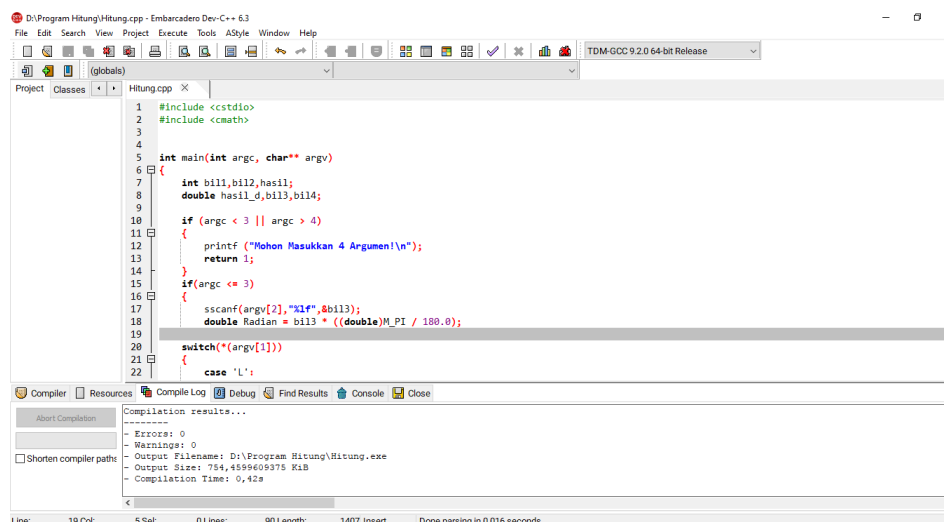 D:\Program Hitung\Hitung.cpp - Embarcadero Dev-C++ 6.3
File Edit Search View Project Execute Tools AStyle Window Help
TDM-GCC 9.2.0 64-bit Release
(globals)
Project Classes Hitung.cpp
1 #include <cstdio>
2 #include <cmath>
3
4
5 int main(int argc, char** argv)
6 {
7 int bil1,bil2,hasil;
8 double hasil_d,bil3,bil4;
9
10 if (argc < 3 || argc > 4)
11 {
12 printf ("Mohon Masukkan 4 Argumen!\n");
13 return 1;
14 }
15 if(argc <= 3)
16 {
17 sscanf(argv[2],"%lf",&bil3);
18 double Radian = bil3 * ((double)M_PI / 180.0);
19
20 switch(*(argv[1]))
21 {
22 case 'L':
Compiler Resources Compile Log Debug Find Results Console Close
Abort Compilation
Shorten compiler paths
Compilation results...
--------
- Errors: 0
- Warnings: 0
- Output Filename: D:\Program Hitung\Hitung.exe
- Output Size: 754,4599609375 KiB
- Compilation Time: 0,42s
Line: 19 Col: 5 Sel: 0 Lines: 90 Length: 1407 Insert Done parsing in 0,016 seconds